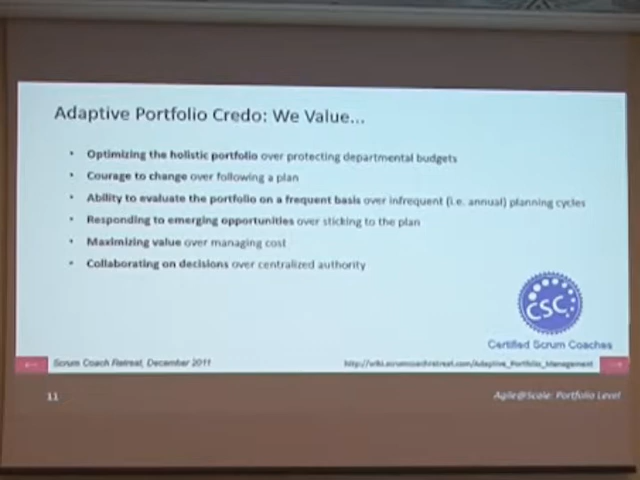 Adaptive Portfolio Credo: We Value...
• Optimizing the holistic portfolio over protecting departmental budgets
• Courage to change over following a plan
• Ability to evaluate the portfolio on a frequent basis over infrequent (i.e. annual) planning cycles
• Responding to emerging opportunities over sticking to the plan
• Maximizing value over managing cost
• Collaborating on decisions over centralized authority
CSC
Certified Scrum Coaches
Scrum Coach Retreat, December 2011
http://wiki.scrumcoachretreat.com/Adaptive_Portfolio_Management
11
Agile@Scale: Portfolio Level